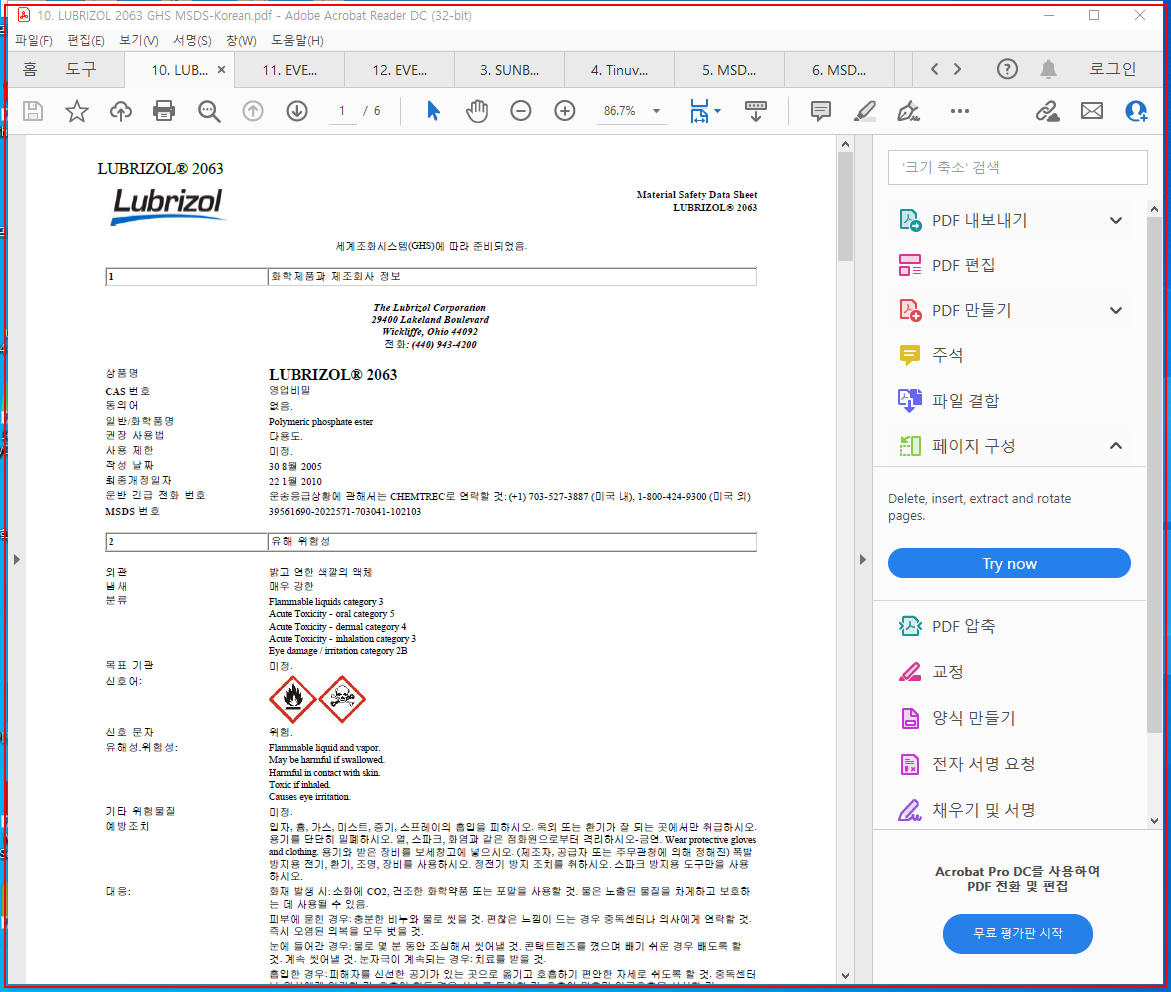 10. LUBRIZOL 2063 GHS MSDS-Korean.pdf - Adobe Acrobat Reader DC (32-bit)
파일(F) 편집(E) 보기(V) 서명(S) 창(W) 도움말(H)
홈 도구 10. LUB... × 11. EVE... 12. EVE... 3. SUNB... 4. Tinuv... 5. MSD... 6. MSD... 로그인
1 / 6 86.7%
LUBRIZOL® 2063
Lubrizol
Material Safety Data Sheet
LUBRIZOL® 2063
세계조화시스템(GHS)에 따라 준비되었음.
1 화학제품과 제조회사 정보
The Lubrizol Corporation
29400 Lakeland Boulevard
Wickliffe, Ohio 44092
전화: (440) 943-4200
상품명 LUBRIZOL® 2063
CAS 번호 영업비밀
동의어 없음.
일반/화학품명 Polymeric phosphate ester
권장 사용법 다용도.
사용 제한 미정.
작성 날짜 30 8월 2005
최종개정일자 22 1월 2010
운반 긴급 전화 번호 운송응급상황에 관해서는 CHEMTREC로 연락할 것: (+1) 703-527-3887 (미국 내), 1-800-424-9300 (미국 외)
MSDS 번호 39561690-2022571-703041-102103
2 유해 위험성
외관 밝고 연한 색깔의 액체
냄새 매우 강한
분류 Flammable liquids category 3
Acute Toxicity - oral category 5
Acute Toxicity - dermal category 4
Acute Toxicity - inhalation category 3
Eye damage / irritation category 2B
목표 기관 미정.
신호어:
신호 문자 위험.
유해성.위험성: Flammable liquid and vapor.
May be harmful if swallowed.
Harmful in contact with skin.
Toxic if inhaled.
Causes eye irritation.
기타 위험물질 미정.
예방조치 입자, 흄, 가스, 미스트, 증기, 스프레이의 흡입을 피하시오. 옥외 또는 환기가 잘 되는 곳에서만 취급하시오.
용기를 단단히 밀폐하시오. 열, 스파크, 화염과 같은 점화원으로부터 격리하시오-금연. Wear protective gloves
and clothing. 용기와 받은 장비를 보세창고에 넣으시오. (제조자, 공급자 또는 주무관청에 의해 정해진) 폭발
방지용 전기, 환기, 조명, 장비를 사용하시오. 정전기 방지 조치를 취하시오. 스파크 방지용 도구만을 사용
하시오.
대응: 화재 발생 시: 소화에 CO2, 건조한 화학약품 또는 포말을 사용할 것. 물은 노출된 물질을 차게하고 보호하
는 데 사용될 수 있음.
피부에 묻힌 경우: 충분한 비누와 물로 씻을 것. 편찮은 느낌이 드는 경우 중독센터나 의사에게 연락할 것.
즉시 오염된 의복을 모두 벗을 것.
눈에 들어간 경우: 물로 몇 분 동안 조심해서 씻어낼 것. 콘택트렌즈를 꼈으며 빼기 쉬운 경우 빼도록 할
것. 계속 씻어낼 것. 눈자극이 계속되는 경우: 치료를 받을 것.
흡입한 경우: 피해자를 신선한 공기가 있는 곳으로 옮기고 호흡하기 편안한 자세로 쉬도록 할 것. 중독센터
'크기 축소' 검색
PDF 내보내기
PDF 편집
PDF 만들기
주석
파일 결합
페이지 구성
Delete, insert, extract and rotate
pages.
Try now
PDF 압축
교정
양식 만들기
전자 서명 요청
채우기 및 서명
Acrobat Pro DC를 사용하여
PDF 전환 및 편집
무료 평가판 시작